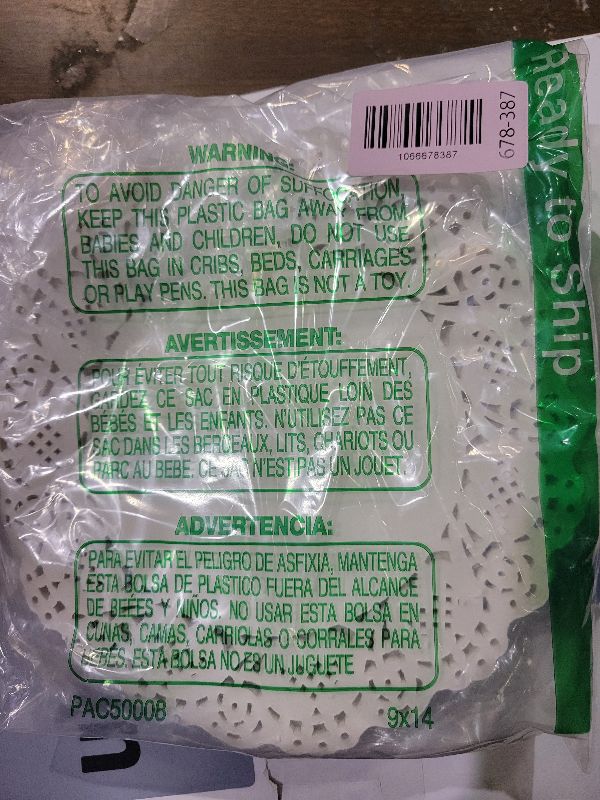 1066678387
678-387
Ready to Ship
WARNING:
TO AVOID DANGER OF SUFFOCATION,
KEEP THIS PLASTIC BAG AWAY FROM
BABIES AND CHILDREN, DO NOT USE
THIS BAG IN CRIBS, BEDS, CARRIAGES
OR PLAY PENS. THIS BAG IS NOT A TOY.
AVERTISSEMENT:
POUR ÉVITER TOUT RISQUE D'ÉTOUFFEMENT,
GARDEZ CE SAC EN PLASTIQUE LOIN DES
BÉBÉS ET LES ENFANTS. N'UTILISEZ PAS CE
SAC DANS LES BERCEAUX, LITS, CHARIOTS OU
PARC AU BEBE. CE SAC N'EST PAS UN JOUET.
ADVERTENCIA:
PARA EVITAR EL PELIGRO DE ASFIXIA, MANTENGA
ESTA BOLSA DE PLASTICO FUERA DEL ALCANCE
DE BEBES Y NIÑOS. NO USAR ESTA BOLSA EN
CUNAS, CAMAS, CARRIOLAS O CORRALES PARA
BEBÉS. ESTA BOLSA NO ES UN JUGUETE
PAC50008
9x14
n